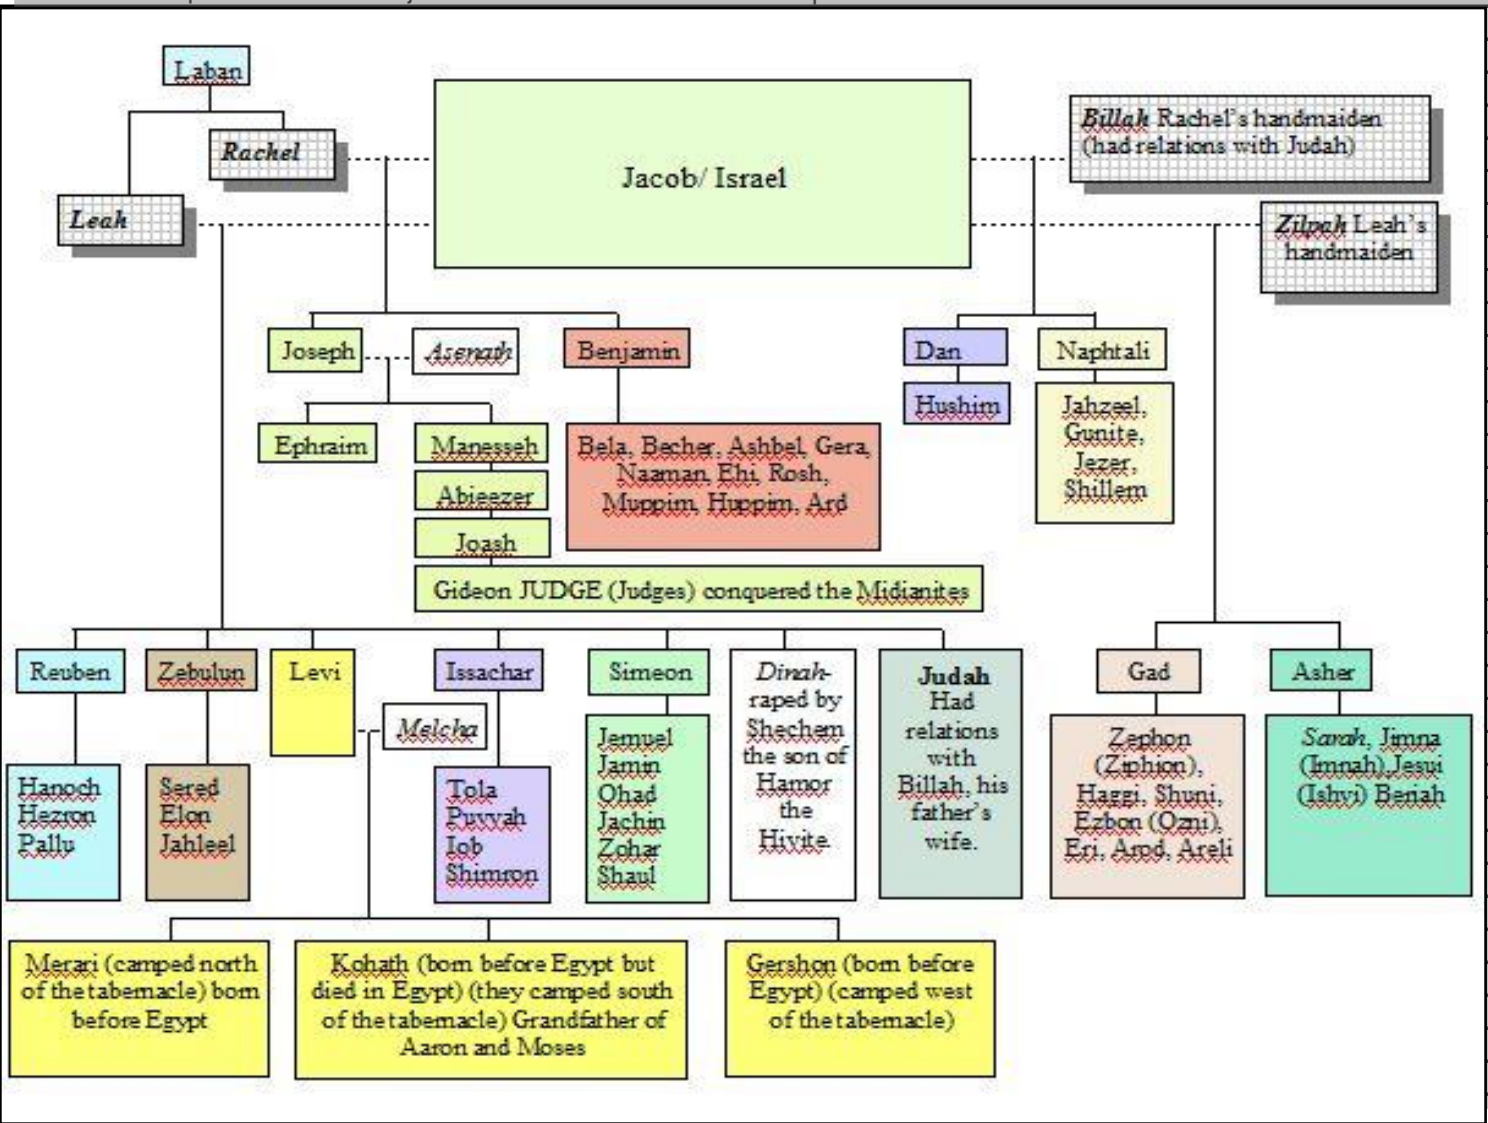 Laban
Rachel
Leah
Jacob/ Israel
Billah Rachel's handmaiden
(had relations with Judah)
Zilpah Leah's
handmaiden
Joseph
Asenath
Benjamin
Dan
Naphtali
Hushim
Jahzeel,
Gunite,
Jezer,
Shillem
Ephraim
Manesseh
Abieezer
Joash
Bela, Becher, Ashbel, Gera,
Naaman, Ehi, Rosh,
Muppim, Huppim, Ard
Gideon JUDGE (Judges) conquered the Midianites
Reuben
Zebulun
Levi
Issachar
Simeon
Dinah-
raped by
Shechem
the son of
Hamor
the
Hivite.
Judah
Had
relations
with
Billah, his
father's
wife.
Gad
Asher
Melcha
Hanoch
Hezron
Pallu
Sered
Elon
Jahleel
Tola
Puvvah
Iob
Shimron
Jemuel
Jamin
Ohad
Jachin
Zohar
Shaul
Zephon
(Ziphion),
Haggi, Shuni,
Ezbon (Ozni),
Eri, Arod, Areli
Sarah, Jimna
(Imnah),Jesui
(Ishvi) Beriah
Merari (camped north
of the tabernacle) born
before Egypt
Kohath (born before Egypt but
died in Egypt) (they camped south
of the tabernacle) Grandfather of
Aaron and Moses
Gershon (born before
Egypt) (camped west
of the tabernacle)